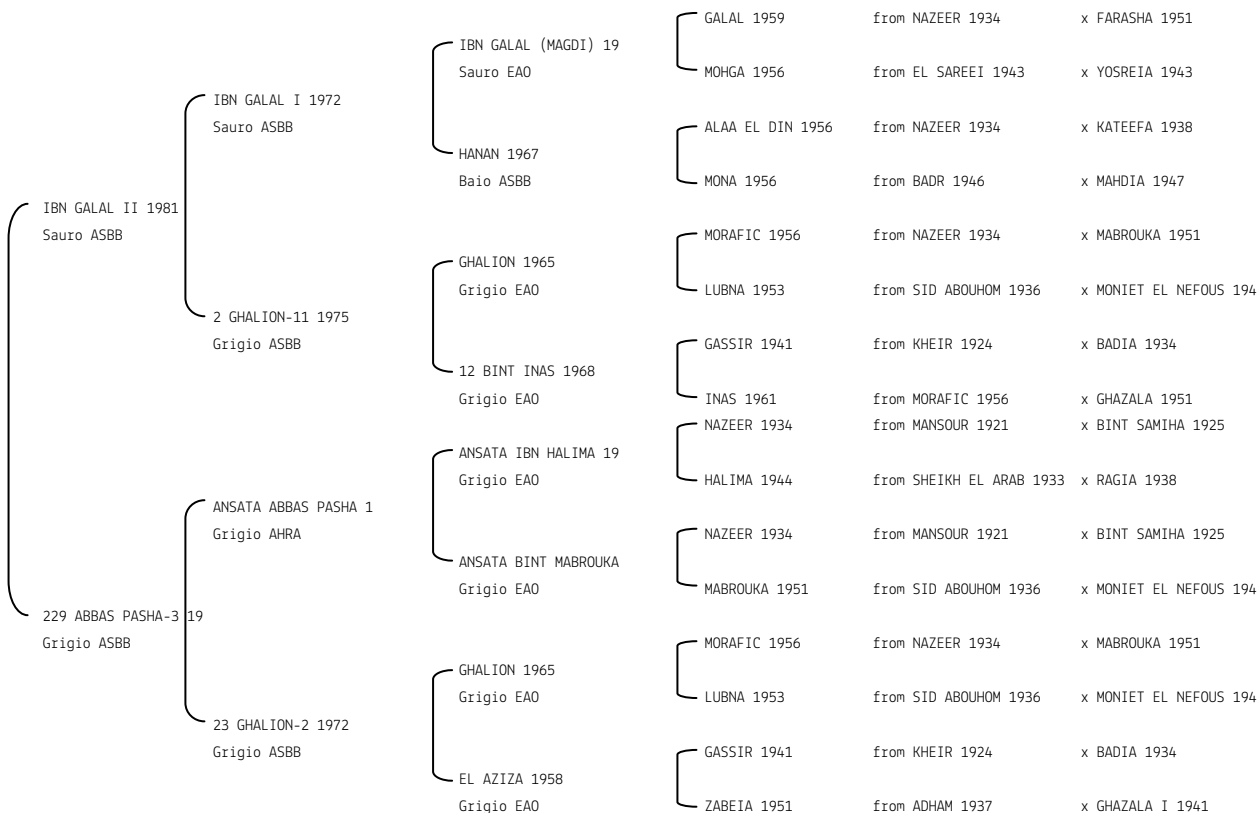 GALAL 1959 from NAZEER 1934 x FARASHA 1951
IBN GALAL (MAGDI) 19
Sauro EAO
MOHGA 1956 from EL SAREEI 1943 x YOSREIA 1943
IBN GALAL I 1972
Sauro ASBB
ALAA EL DIN 1956 from NAZEER 1934 x KATEEFA 1938
HANAN 1967
Baio ASBB
MONA 1956 from BADR 1946 x MAHDIA 1947
IBN GALAL II 1981
Sauro ASBB
MORAFIC 1956 from NAZEER 1934 x MABROUKA 1951
GHALION 1965
Grigio EAO
LUBNA 1953 from SID ABOUHOM 1936 x MONIET EL NEFOUS 194
2 GHALION-11 1975
Grigio ASBB
GASSIR 1941 from KHEIR 1924 x BADIA 1934
12 BINT INAS 1968
Grigio EAO
INAS 1961 from MORAFIC 1956 x GHAZALA 1951
NAZEER 1934 from MANSOUR 1921 x BINT SAMIHA 1925
ANSATA IBN HALIMA 19
Grigio EAO
HALIMA 1944 from SHEIKH EL ARAB 1933 x RAGIA 1938
ANSATA ABBAS PASHA 1
Grigio AHRA
NAZEER 1934 from MANSOUR 1921 x BINT SAMIHA 1925
ANSATA BINT MABROUKA
Grigio EAO
MABROUKA 1951 from SID ABOUHOM 1936 x MONIET EL NEFOUS 194
229 ABBAS PASHA-3 19
Grigio ASBB
MORAFIC 1956 from NAZEER 1934 x MABROUKA 1951
GHALION 1965
Grigio EAO
LUBNA 1953 from SID ABOUHOM 1936 x MONIET EL NEFOUS 194
23 GHALION-2 1972
Grigio ASBB
GASSIR 1941 from KHEIR 1924 x BADIA 1934
EL AZIZA 1958
Grigio EAO
ZABEIA 1951 from ADHAM 1937 x GHAZALA I 1941